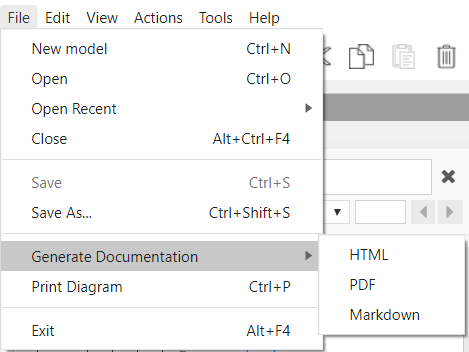 File Edit View Actions Tools Help
New model Ctrl+N
Open Ctrl+O
Open Recent
Close Alt+Ctrl+F4
Save Ctrl+S
Save As... Ctrl+Shift+S
Generate Documentation
HTML
PDF
Markdown
Print Diagram Ctrl+P
Exit Alt+F4